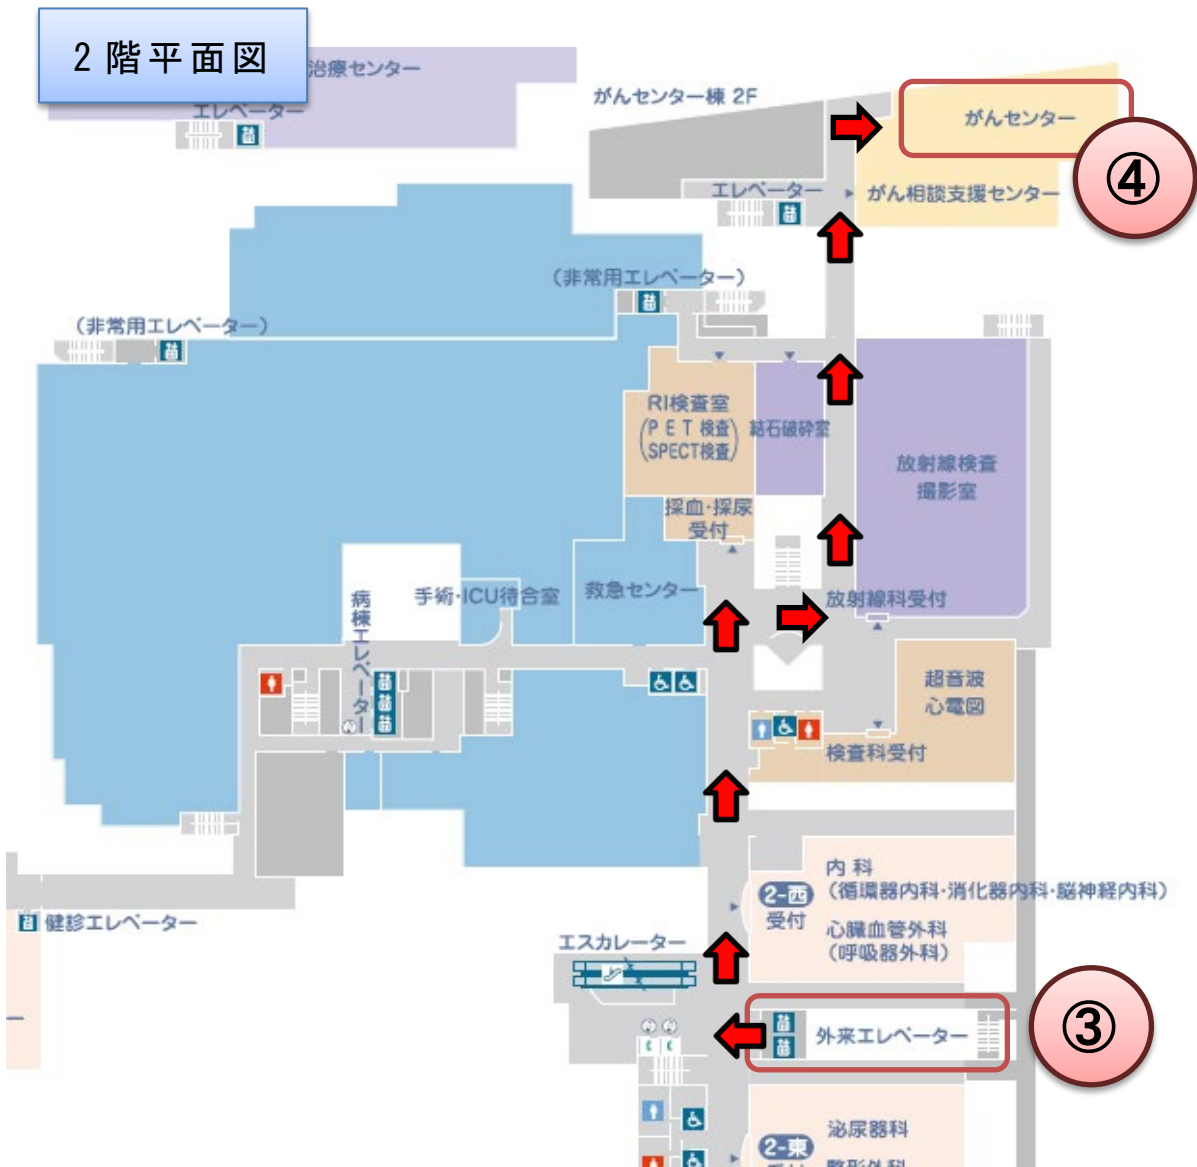 2階平面図
治療センター
エレベーター
がんセンター棟 2F
がんセンター
④
エレベーター
がん相談支援センター
(非常用エレベーター)
(非常用エレベーター)
RI検査室
(PET検査)
(SPECT検査)
結石破砕室
放射線検査
撮影室
採血・採尿
受付
手術・ICU待合室
救急センター
放射線科受付
病棟エレベーター
超音波
心電図
検査科受付
内科
(循環器内科・消化器内科・脳神経内科)
2-西
受付
心臓血管外科
(呼吸器外科)
健診エレベーター
エスカレーター
外来エレベーター
③
泌尿器科
2-東
受付
整形外科